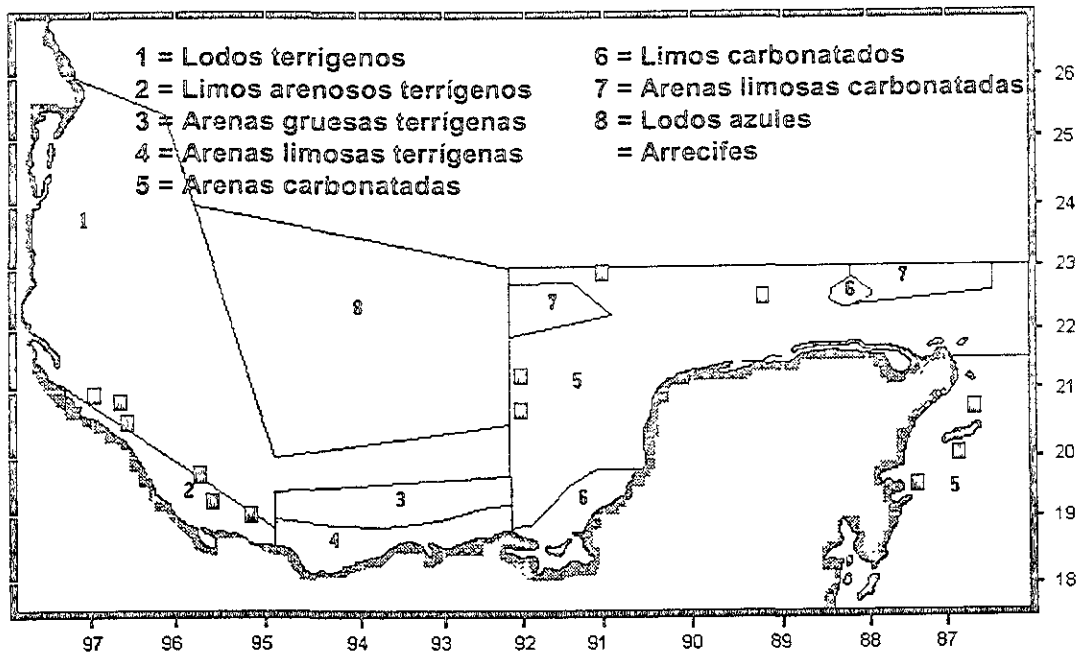 1 = Lodos terrigenos
2 = Limos arenosos terrígenos
3 = Arenas gruesas terrígenas
4 = Arenas limosas terrígenas
5 = Arenas carbonatadas
6 = Limos carbonatados
7 = Arenas limosas carbonatadas
8 = Lodos azules
= Arrecifes
26
25
24
23
22
21
20
19
18
1
8
7
6
7
5
2
3
4
6
5
97 96 95 94 93 92 91 90 89 88 87